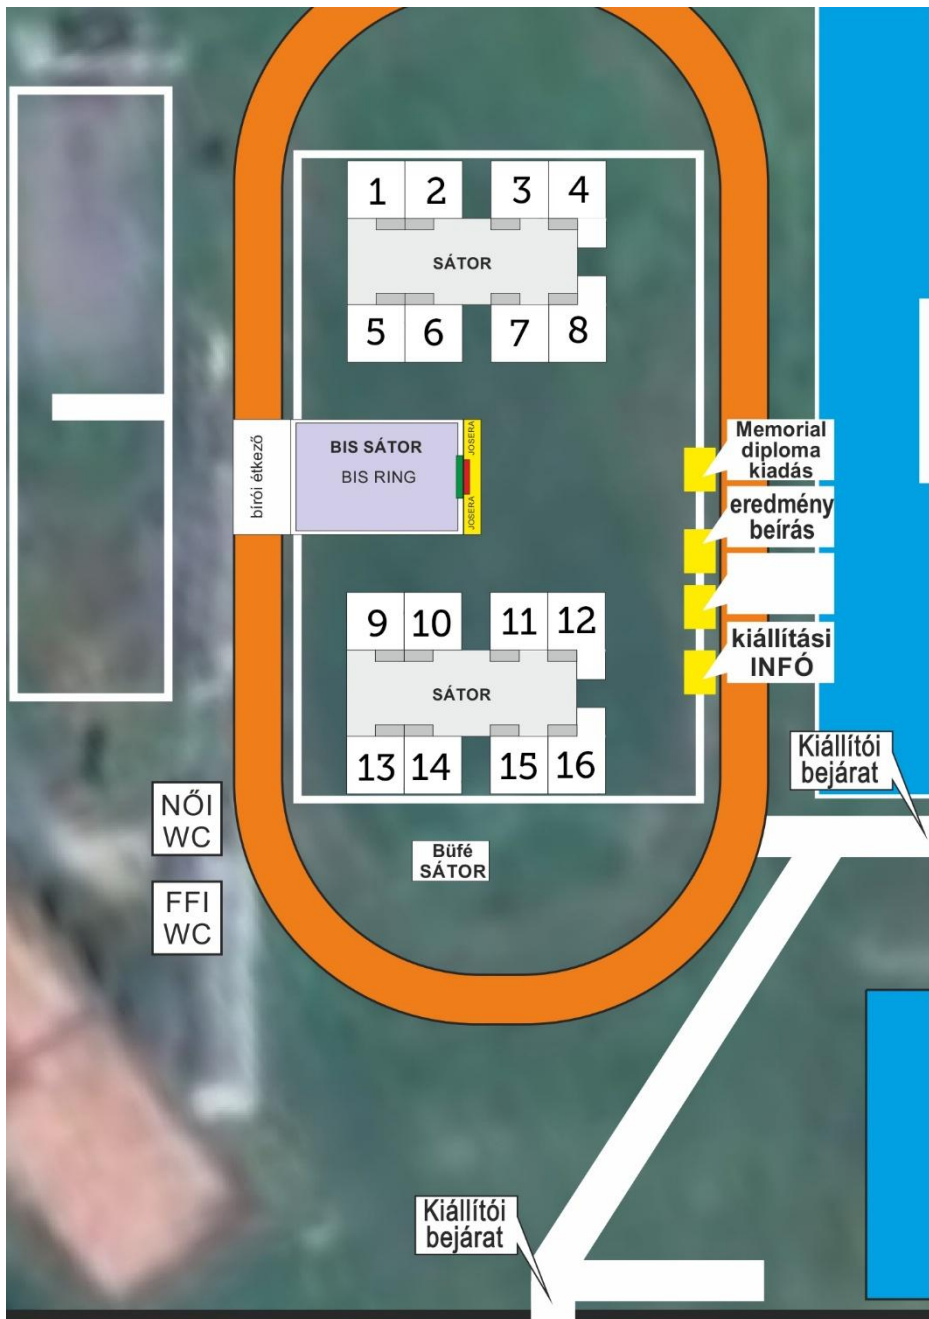 1 2 3 4
SÁTOR
5 6 7 8
bírói étkező
BIS SÁTOR
BIS RING
JOSERA
JOSERA
Memorial
diploma
kiadás
eredmény
beírás
9 10 11 12
kiállítási
INFÓ
SÁTOR
13 14 15 16
Kiállítói
bejárat
NŐI
WC
Büfé
SÁTOR
FFI
WC
Kiállítói
bejárat